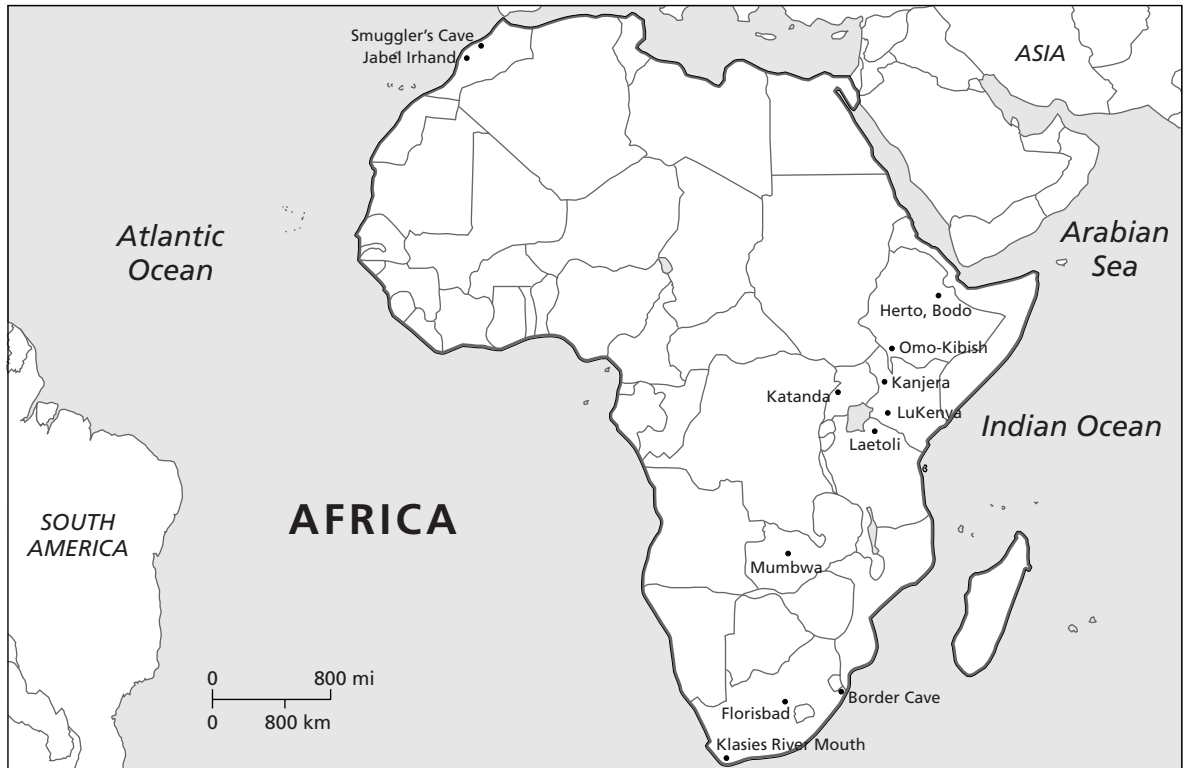 Smuggler's Cave
Jabel Irhand
ASIA
Atlantic
Ocean
Arabian
Sea
Herto, Bodo
Omo-Kibish
Kanjera
Katanda
LuKenya
Laetoli
Indian Ocean
AFRICA
SOUTH
AMERICA
Mumbwa
0 800 mi
0 800 km
Border Cave
Florisbad
Klasies River Mouth